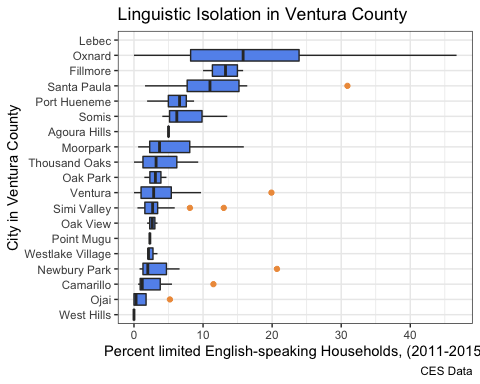 Linguistic Isolation in Ventura County
City in Ventura County
Lebec
Oxnard
Fillmore
Santa Paula
Port Hueneme
Somis
Agoura Hills
Moorpark
Thousand Oaks
Oak Park
Ventura
Simi Valley
Oak View
Point Mugu
Westlake Village
Newbury Park
Camarillo
Ojai
West Hills
0 10 20 30 40
Percent limited English-speaking Households, (2011-2015
CES Data